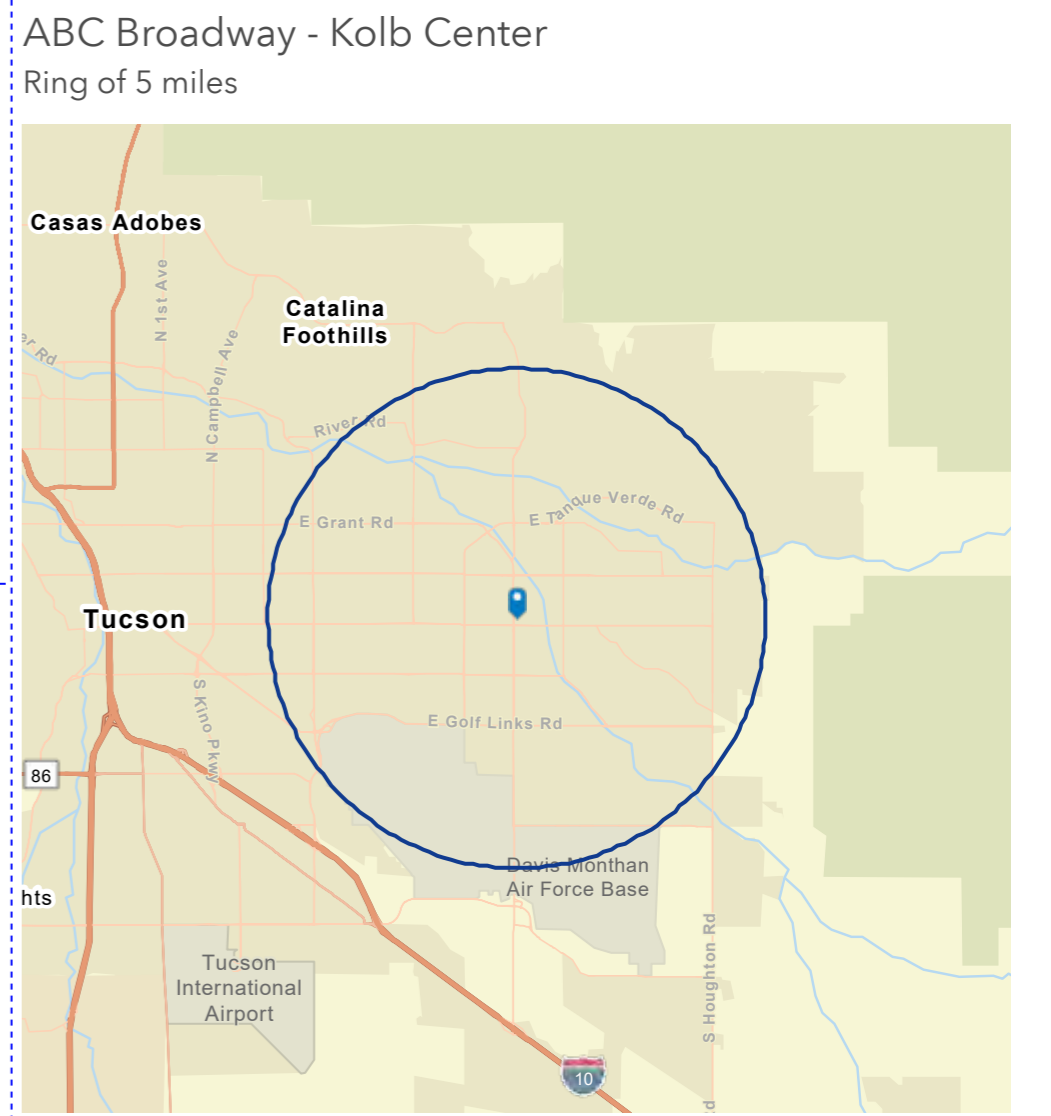 ABC Broadway - Kolb Center
Ring of 5 miles
Casas Adobes
N 1st Ave
Catalina
Foothills
er Rd
N Campbell Ave
River Rd
E Grant Rd
E Tanque Verde Rd
Tucson
S Kino Pkwy
E Golf Links Rd
86
Davis Monthan
Air Force Base
hts
S Houghton Rd
Tucson
International
Airport
10
d